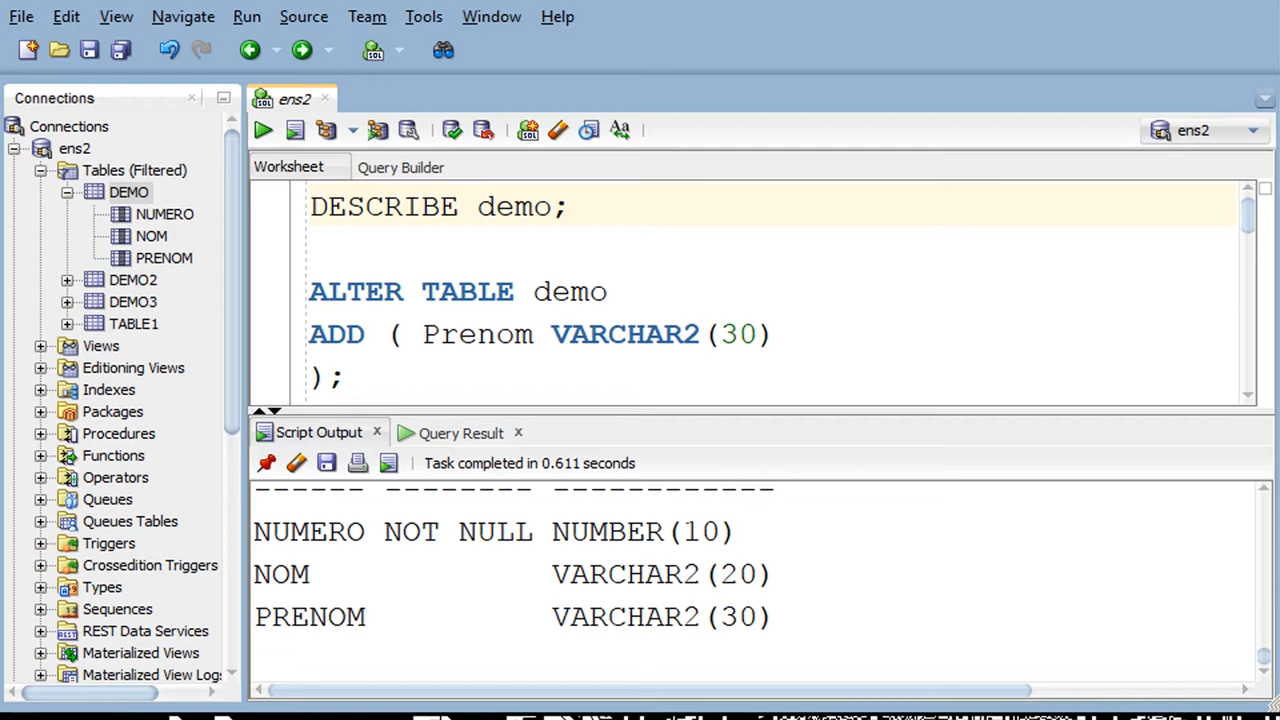 File Edit View Navigate Run Source Team Tools Window Help
Connections
Connections
ens2
Tables (Filtered)
DEMO
NUMERO
NOM
PRENOM
DEMO2
DEMO3
TABLE1
Views
Editioning Views
Indexes
Packages
Procedures
Functions
Operators
Queues
Queues Tables
Triggers
Crossedition Triggers
Types
Sequences
REST Data Services
Materialized Views
Materialized View Logs
ens2
ens2
Worksheet Query Builder
DESCRIBE demo;
ALTER TABLE demo
ADD ( Prenom VARCHAR2(30)
);
Script Output x Query Result x
Task completed in 0.611 seconds
------ -------- ------------
NUMERO NOT NULL NUMBER(10)
NOM VARCHAR2(20)
PRENOM VARCHAR2(30)